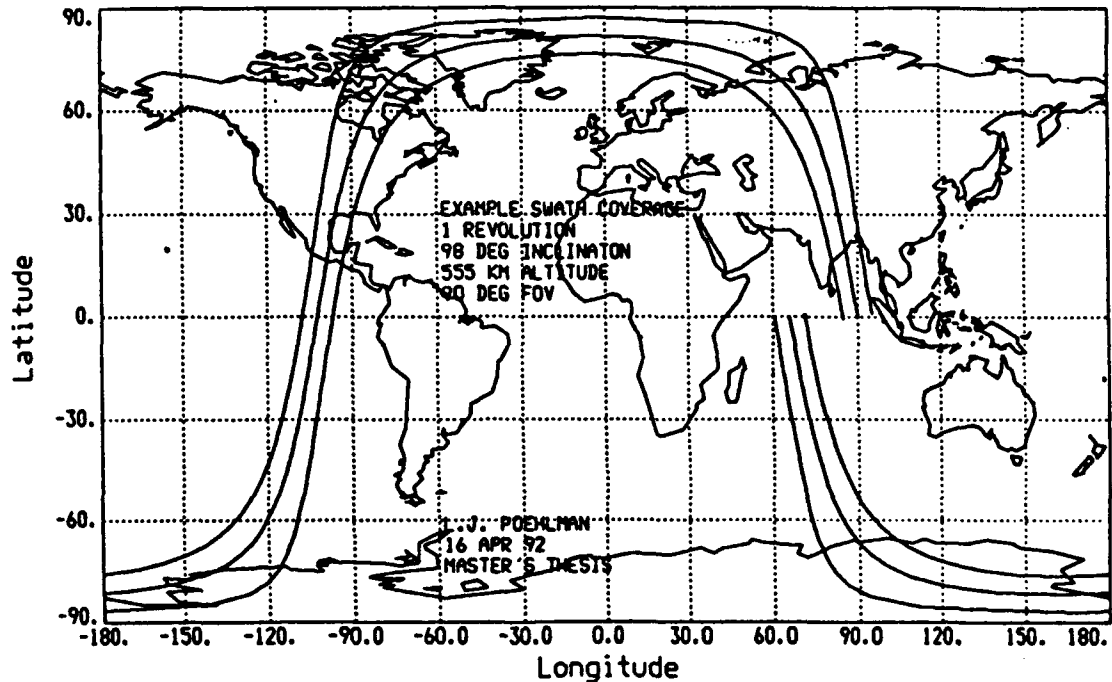 90.
60.
30.
0.
-30.
-60.
-90.
Latitude
EXAMPLE SWATH COVERAGE
1 REVOLUTION
98 DEG INCLINATON
555 KM ALTITUDE
90 DEG FOV
L.J. POEHLMAN
16 APR 92
MASTER'S THESIS
-180. -150. -120. -90.0 -60.0 -30.0 0.0 30.0 60.0 90.0 120. 150. 180.
Longitude